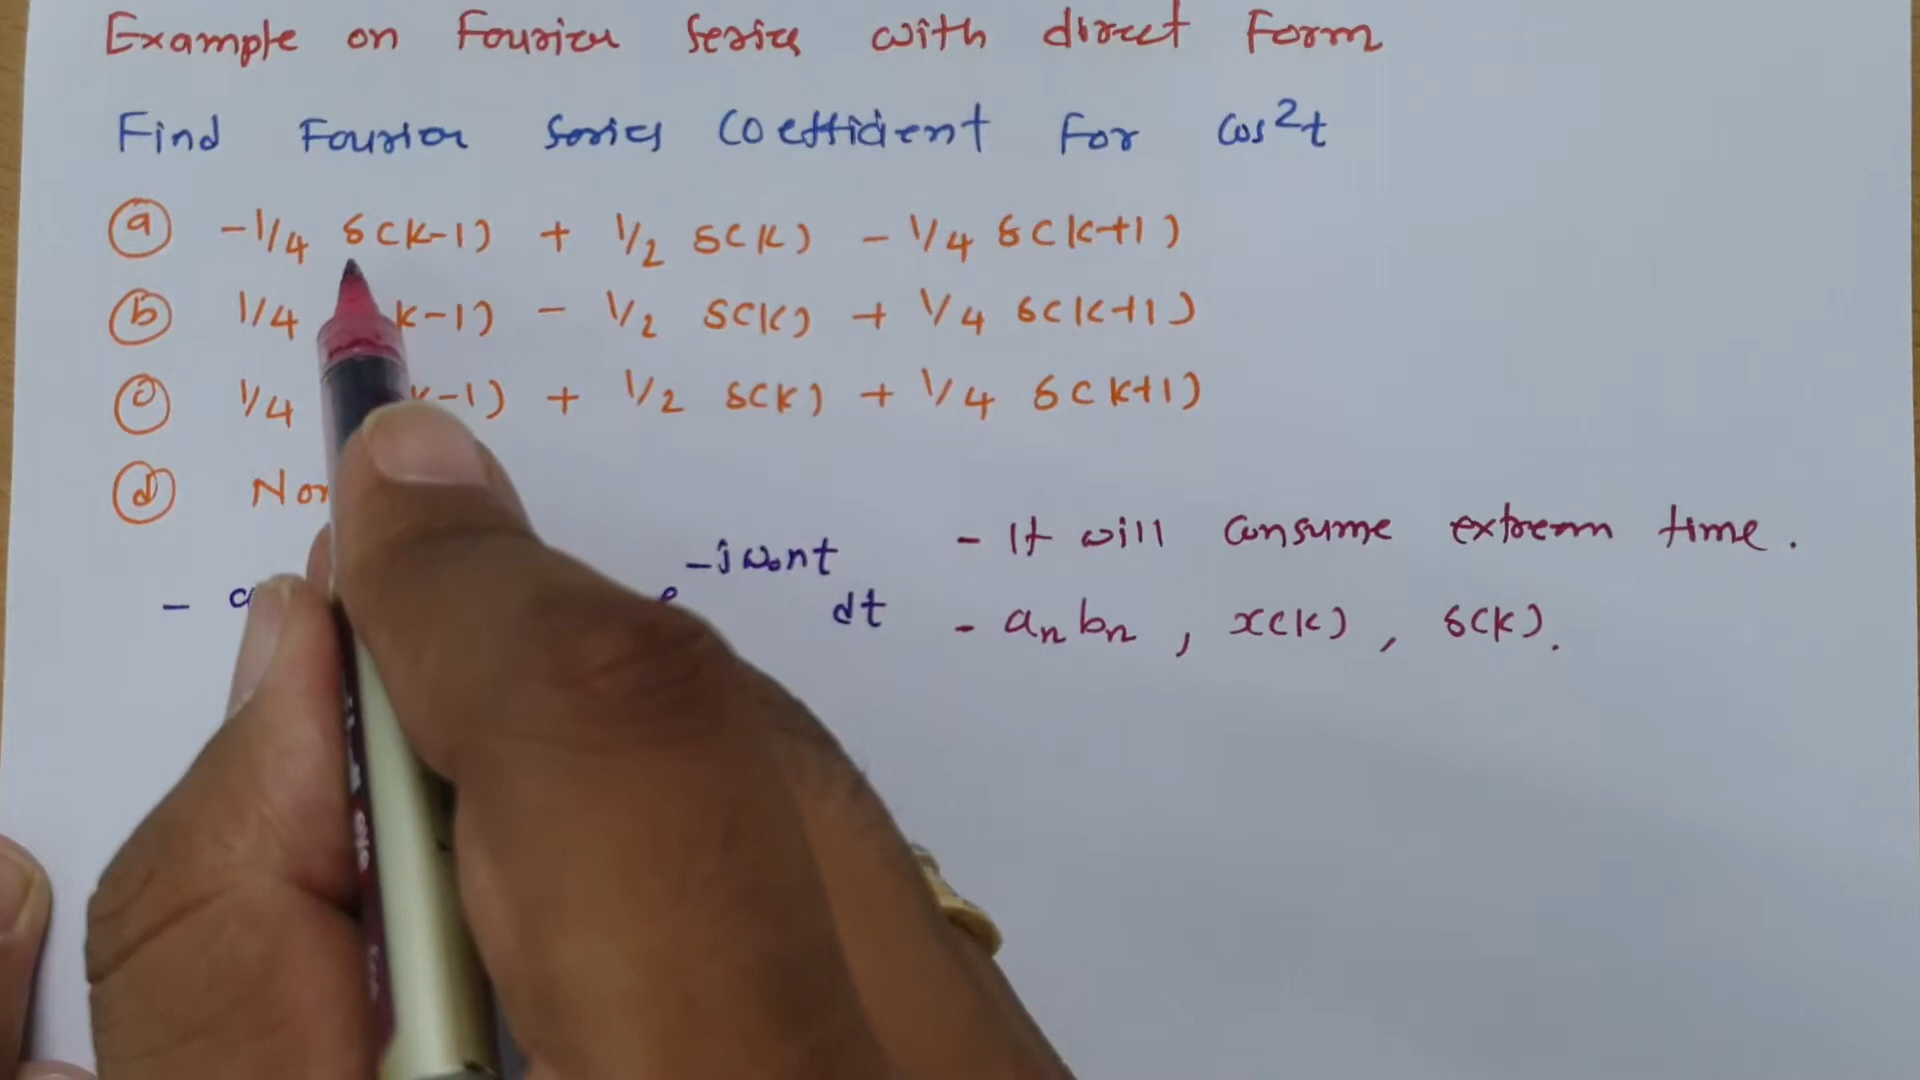 Example on Fourier Series with direct Form
Find Fourier Series Coefficient For cos²t
(a) -1/4 δ(k-1) + 1/2 δ(k) - 1/4 δ(k+1)
(b) 1/4 k-1) - 1/2 δ(k) + 1/4 δ(k+1)
(c) 1/4 k-1) + 1/2 δ(k) + 1/4 δ(k+1)
(d)
- It will consume extrem time.
- e^{-jω₀nt} dt
- aₙ bₙ , x(k) , δ(k).